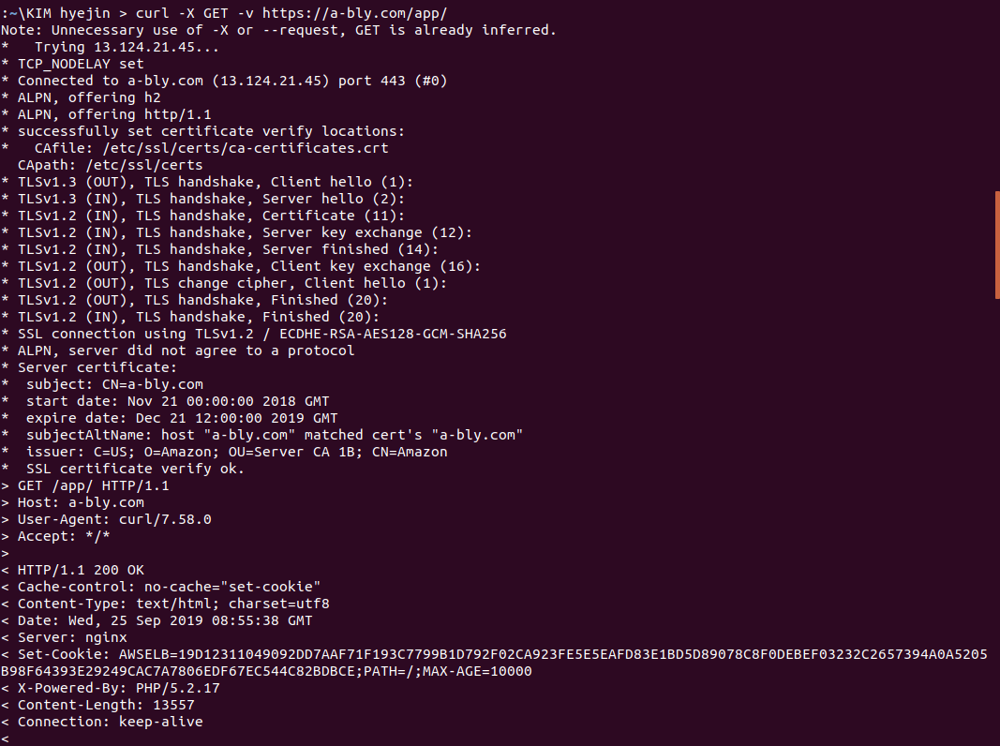 :~\KIM hyejin > curl -X GET -v https://a-bly.com/app/
Note: Unnecessary use of -X or --request, GET is already inferred.
*   Trying 13.124.21.45...
* TCP_NODELAY set
* Connected to a-bly.com (13.124.21.45) port 443 (#0)
* ALPN, offering h2
* ALPN, offering http/1.1
* successfully set certificate verify locations:
*   CAfile: /etc/ssl/certs/ca-certificates.crt
  CApath: /etc/ssl/certs
* TLSv1.3 (OUT), TLS handshake, Client hello (1):
* TLSv1.3 (IN), TLS handshake, Server hello (2):
* TLSv1.2 (IN), TLS handshake, Certificate (11):
* TLSv1.2 (IN), TLS handshake, Server key exchange (12):
* TLSv1.2 (IN), TLS handshake, Server finished (14):
* TLSv1.2 (OUT), TLS handshake, Client key exchange (16):
* TLSv1.2 (OUT), TLS change cipher, Client hello (1):
* TLSv1.2 (OUT), TLS handshake, Finished (20):
* TLSv1.2 (IN), TLS handshake, Finished (20):
* SSL connection using TLSv1.2 / ECDHE-RSA-AES128-GCM-SHA256
* ALPN, server did not agree to a protocol
* Server certificate:
*  subject: CN=a-bly.com
*  start date: Nov 21 00:00:00 2018 GMT
*  expire date: Dec 21 12:00:00 2019 GMT
*  subjectAltName: host "a-bly.com" matched cert's "a-bly.com"
*  issuer: C=US; O=Amazon; OU=Server CA 1B; CN=Amazon
*  SSL certificate verify ok.
> GET /app/ HTTP/1.1
> Host: a-bly.com
> User-Agent: curl/7.58.0
> Accept: */*
>
< HTTP/1.1 200 OK
< Cache-control: no-cache="set-cookie"
< Content-Type: text/html; charset=utf8
< Date: Wed, 25 Sep 2019 08:55:38 GMT
< Server: nginx
< Set-Cookie: AWSELB=19D12311049092DD7AAF71F193C7799B1D792F02CA923FE5E5EAFD83E1BD5D89078C8F0DEBEF03232C2657394A0A5205
B98F64393E29249CAC7A7806EDF67EC544C82BDBCE;PATH=/;MAX-AGE=10000
< X-Powered-By: PHP/5.2.17
< Content-Length: 13557
< Connection: keep-alive
<